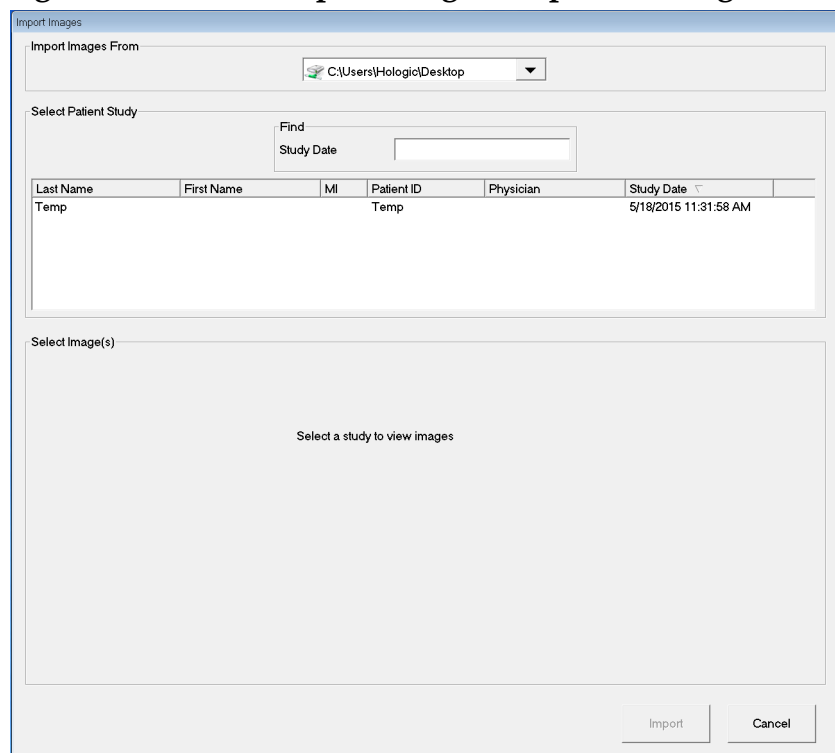 Import Images
Import Images From
C:\Users\Hologic\Desktop
Select Patient Study
Find
Study Date
Last Name First Name MI Patient ID Physician Study Date
Temp Temp 5/18/2015 11:31:58 AM
Select Image(s)
Select a study to view images
Import Cancel